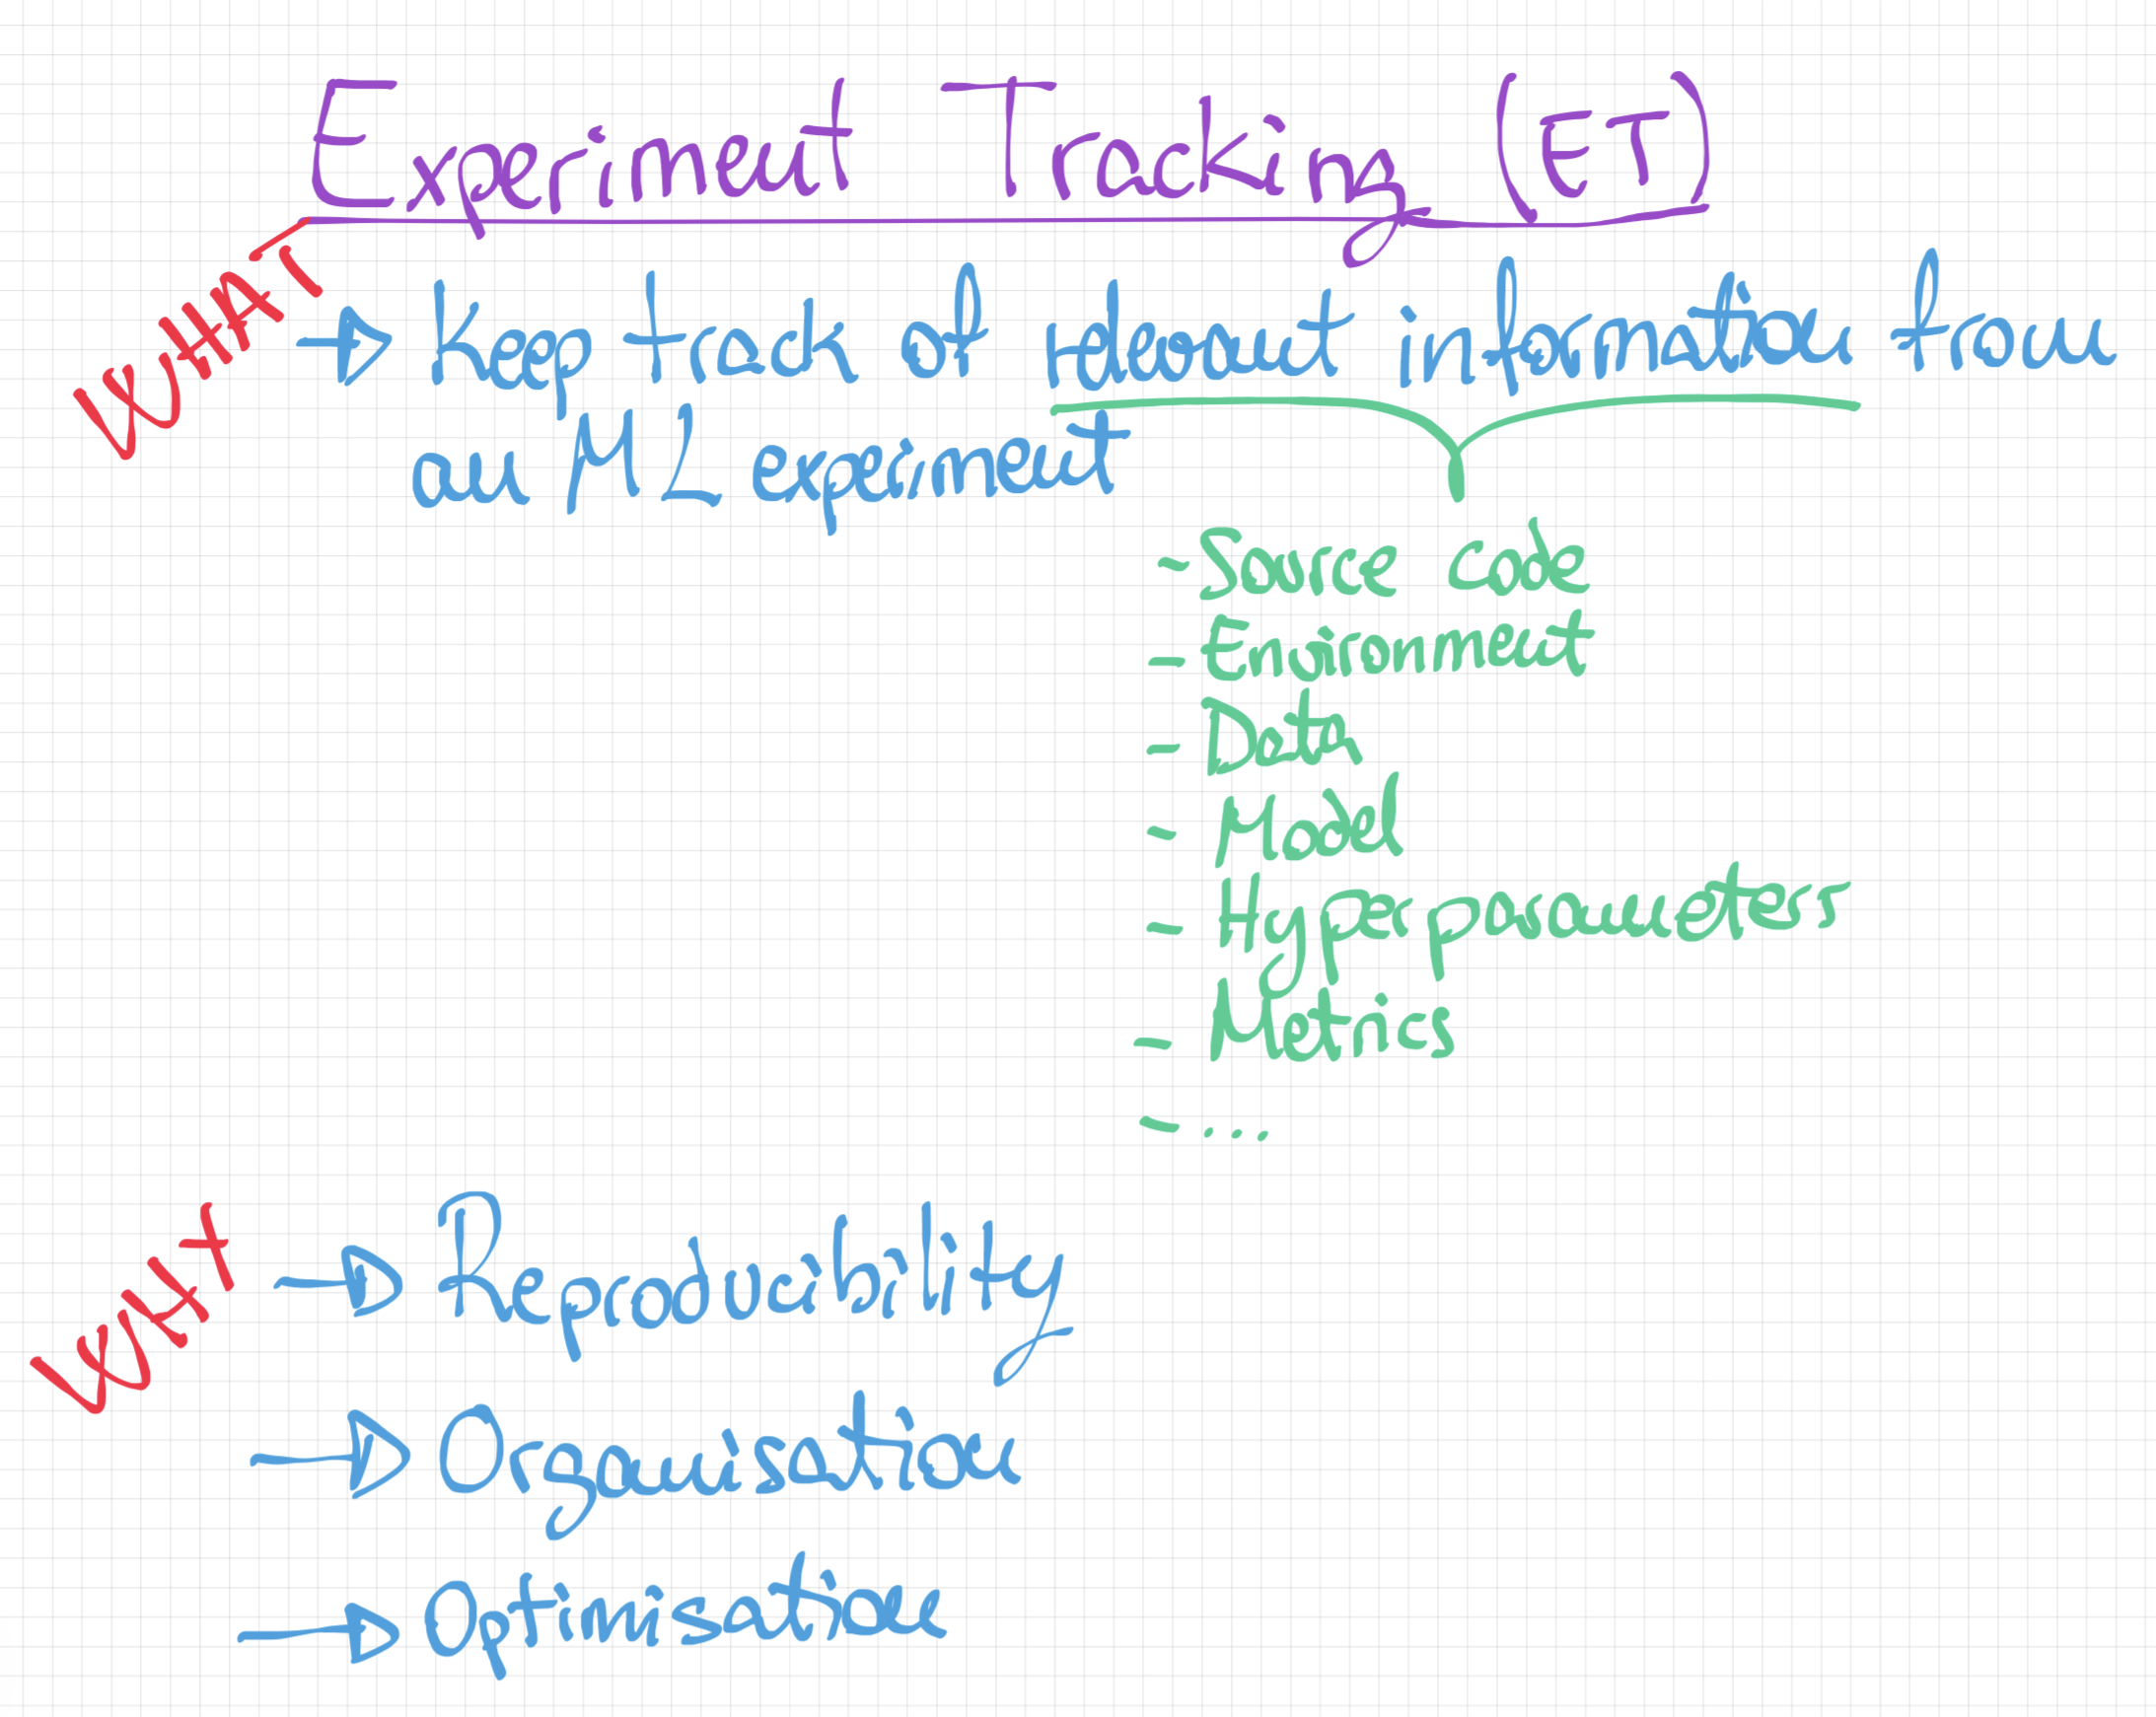 Experiment Tracking (ET)
WHAT
→ Keep track of relevant information from
an ML experiment
- Source code
- Environment
- Data
- Model
- Hyperparameters
- Metrics
- ...
WHY
→ Reproducibility
→ Organisation
→ Optimisation